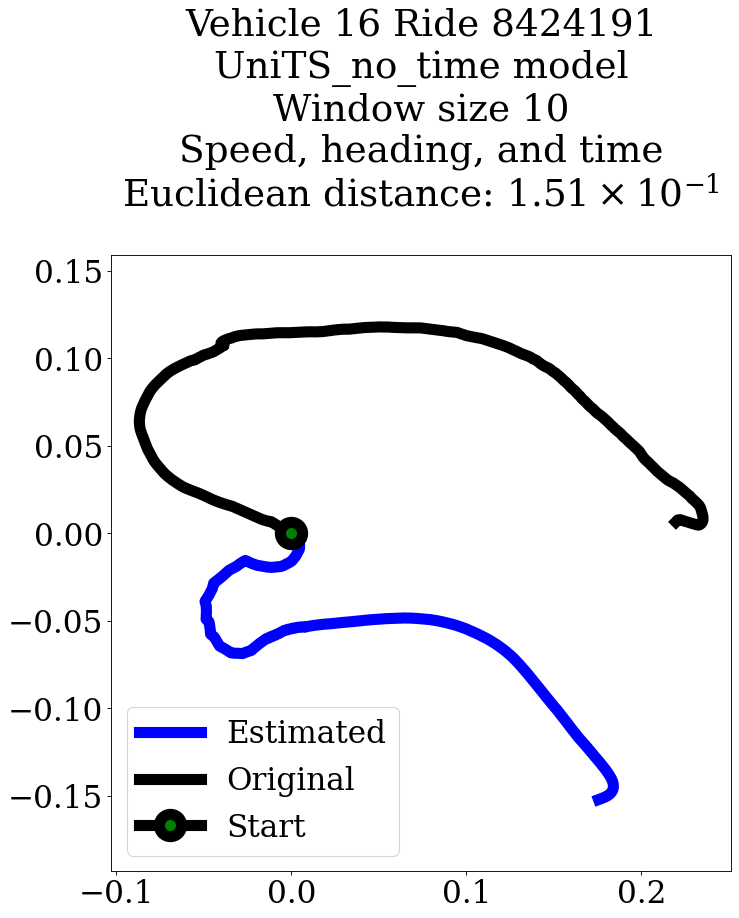 Vehicle 16 Ride 8424191
UniTS_no_time model
Window size 10
Speed, heading, and time
Euclidean distance: 1.51 × 10⁻¹
0.15
0.10
0.05
0.00
−0.05
−0.10
−0.15
Estimated
Original
Start
−0.1
0.0
0.1
0.2